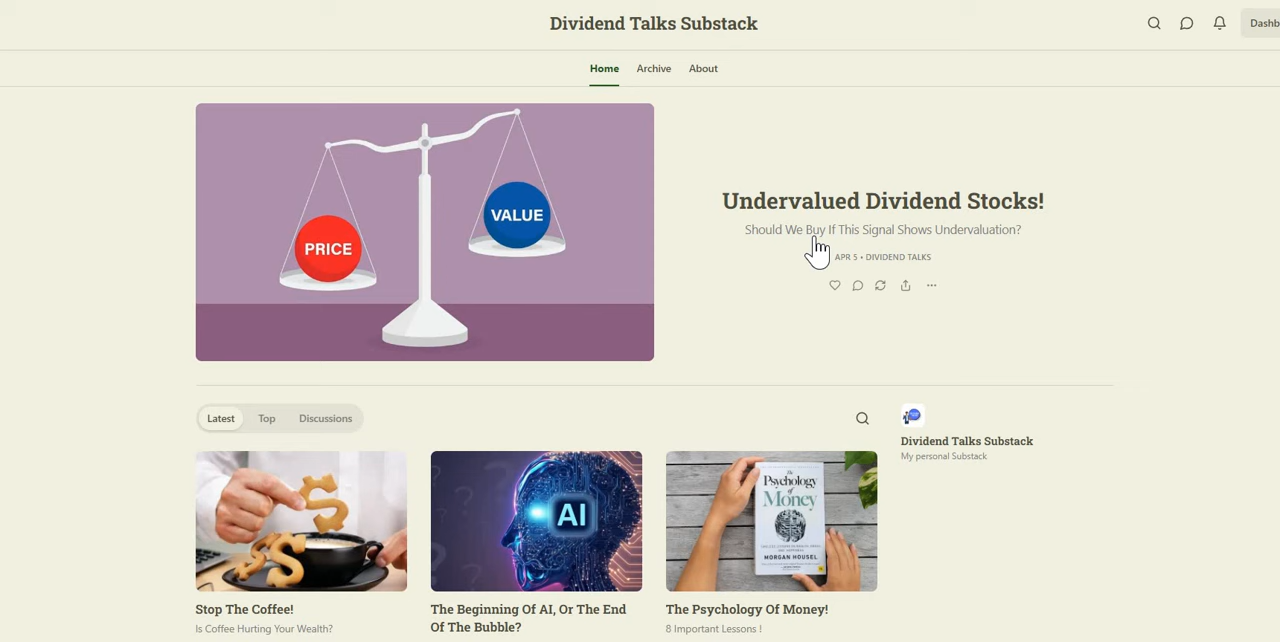 Dividend Talks Substack
Dashb
Home Archive About
PRICE
VALUE
Undervalued Dividend Stocks!
Should We Buy If This Signal Shows Undervaluation?
APR 5 • DIVIDEND TALKS
Latest Top Discussions
Dividend Talks Substack
My personal Substack
AI
The
Psychology
of
Money
MORGAN HOUSEL
Stop The Coffee!
Is Coffee Hurting Your Wealth?
The Beginning Of AI, Or The End
Of The Bubble?
The Psychology Of Money!
8 Important Lessons !